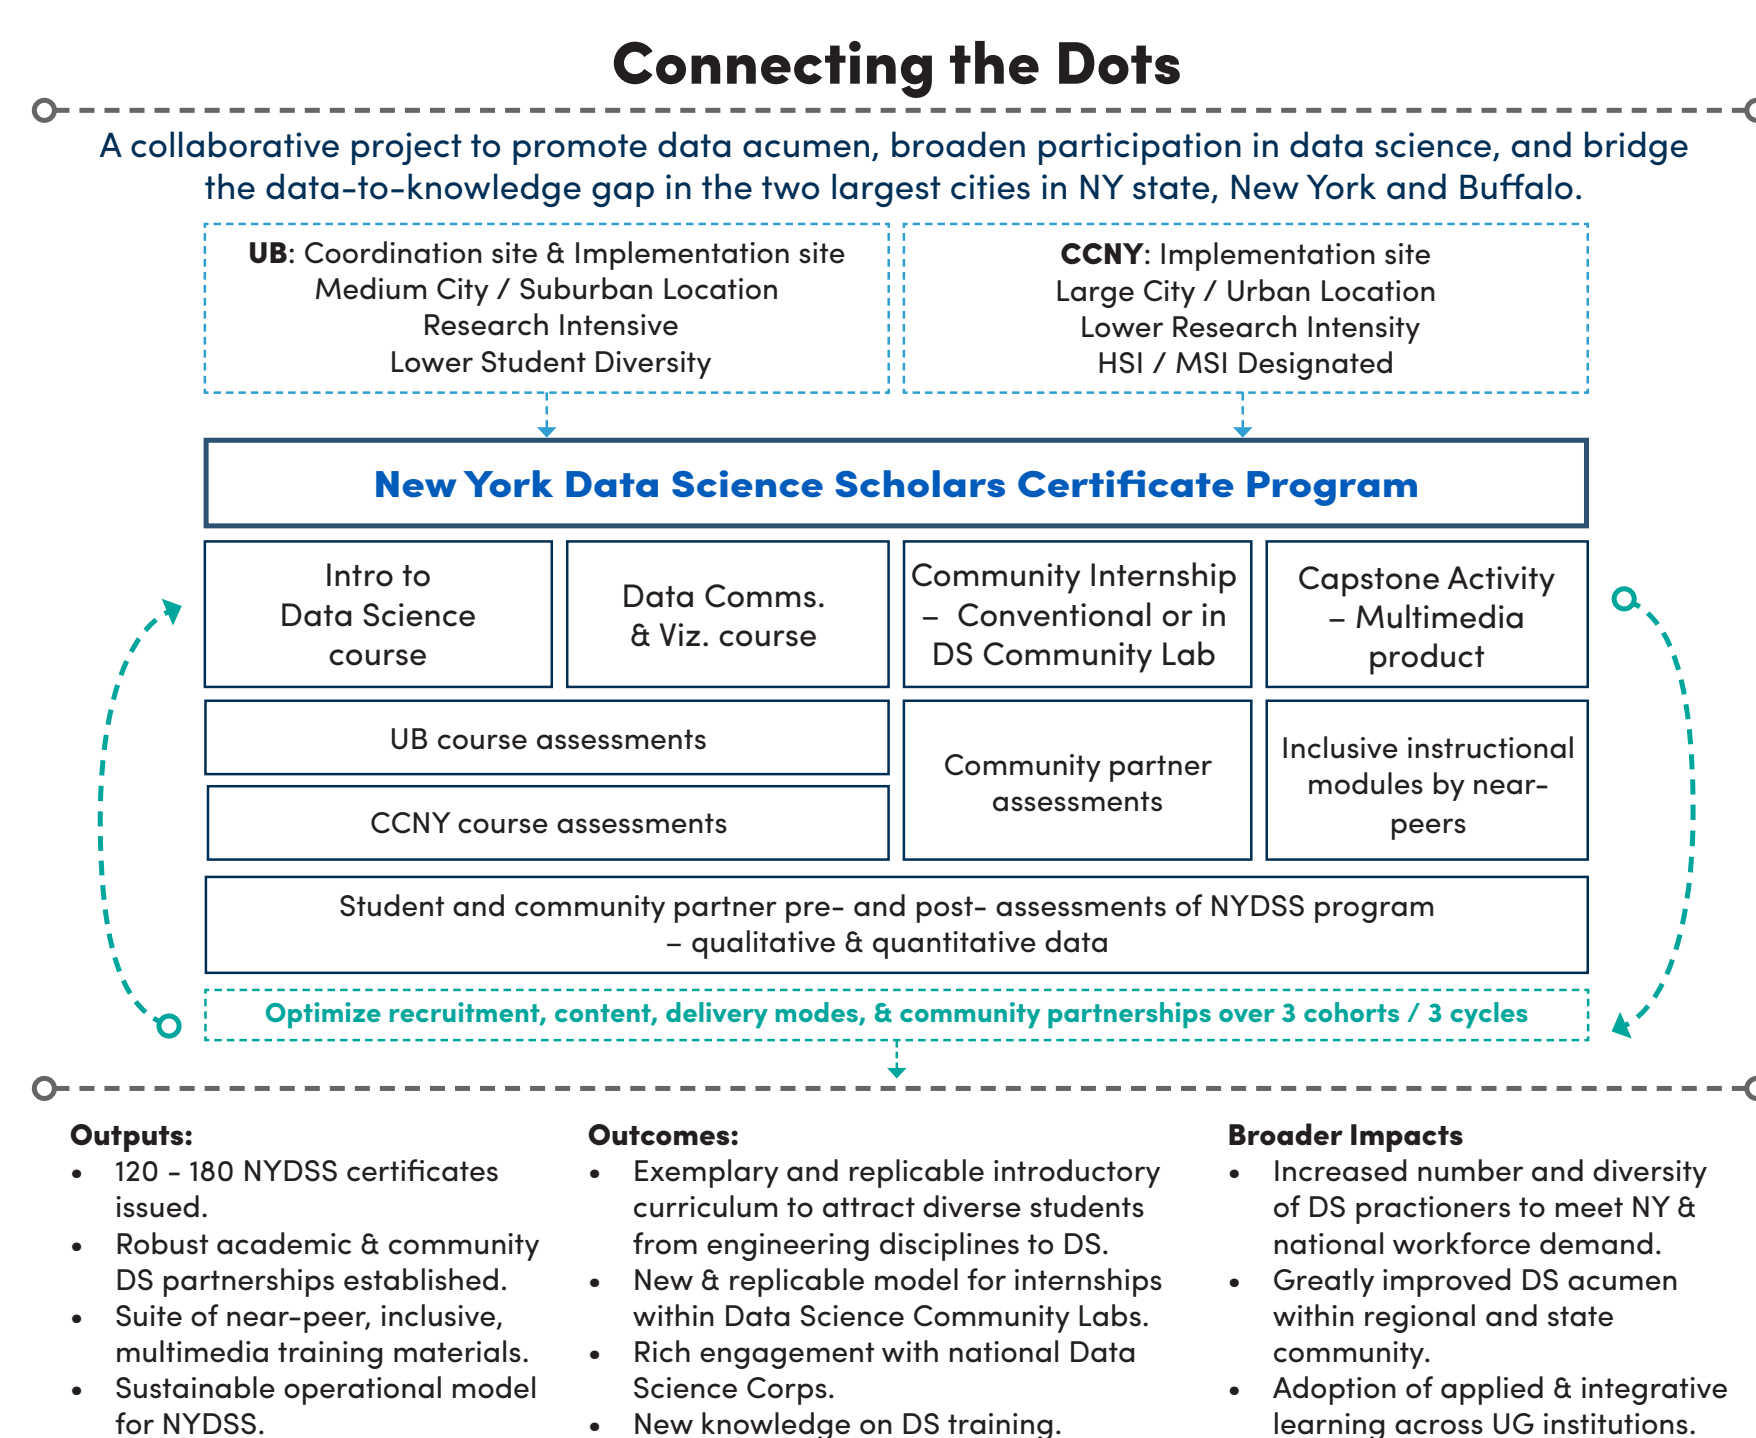 Connecting the Dots
A collaborative project to promote data acumen, broaden participation in data science, and bridge
the data-to-knowledge gap in the two largest cities in NY state, New York and Buffalo.
UB: Coordination site & Implementation site
Medium City / Suburban Location
Research Intensive
Lower Student Diversity
CCNY: Implementation site
Large City / Urban Location
Lower Research Intensity
HSI / MSI Designated
New York Data Science Scholars Certificate Program
Intro to
Data Science
course
Data Comms.
& Viz. course
Community Internship
– Conventional or in
DS Community Lab
Capstone Activity
– Multimedia
product
UB course assessments
CCNY course assessments
Community partner
assessments
Inclusive instructional
modules by near-
peers
Student and community partner pre- and post- assessments of NYDSS program
– qualitative & quantitative data
Optimize recruitment, content, delivery modes, & community partnerships over 3 cohorts / 3 cycles
Outputs:
• 120 - 180 NYDSS certificates
issued.
• Robust academic & community
DS partnerships established.
• Suite of near-peer, inclusive,
multimedia training materials.
• Sustainable operational model
for NYDSS.
Outcomes:
• Exemplary and replicable introductory
curriculum to attract diverse students
from engineering disciplines to DS.
• New & replicable model for internships
within Data Science Community Labs.
• Rich engagement with national Data
Science Corps.
• New knowledge on DS training.
Broader Impacts
• Increased number and diversity
of DS practioners to meet NY &
national workforce demand.
• Greatly improved DS acumen
within regional and state
community.
• Adoption of applied & integrative
learning across UG institutions.